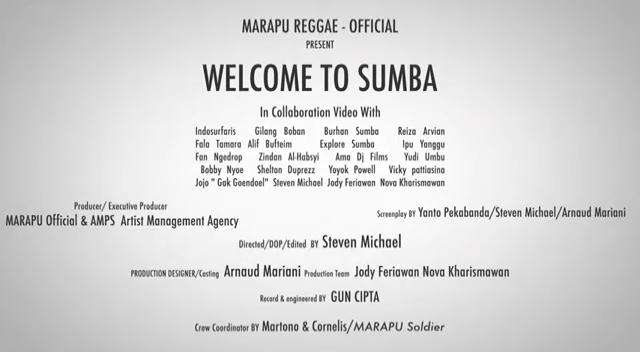 MARAPU REGGAE - OFFICIAL
PRESENT
WELCOME TO SUMBA
In Collaboration Video With
Indosurfaris Gilang Boban Burhan Sumba Reiza Arvian
Fala Tamara Alif Bufteim Explore Sumba Ipu Yanggu
Fan Ngedrop Zindan Al-Habsyi Ama Dj Films Yudi Umbu
Bobby Nyoe Shelton Duprezz Yoyok Powell Vicky pattiasina
Jojo " Gak Goendoel" Steven Michael Jody Feriawan Nova Kharismawan
Producer/ Executive Producer
MARAPU Official & AMPS Artist Management Agency
Screenplay BY Yanto Pekabanda/Steven Michael/Arnaud Mariani
Directed/DOP/Edited BY Steven Michael
PRODUCTION DESIGNER/Casting Arnaud Mariani Production Team Jody Feriawan Nova Kharismawan
Record & engineered BY GUN CIPTA
Crew Coordinator BY Martono & Cornelis/MARAPU Soldier